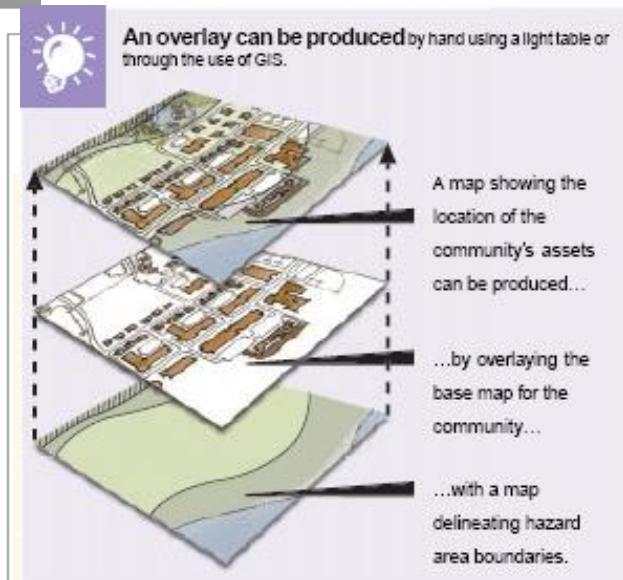 An overlay can be produced by hand using a light table or
through the use of GIS.
A map showing the
location of the
community's assets
can be produced…
…by overlaying the
base map for the
community…
…with a map
delineating hazard
area boundaries.